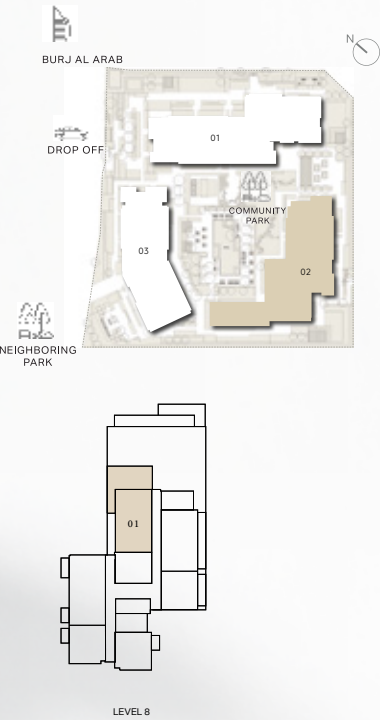 N
BURJ AL ARAB
DROP OFF
01
COMMUNITY
PARK
03
02
NEIGHBORING
PARK
01
LEVEL 8